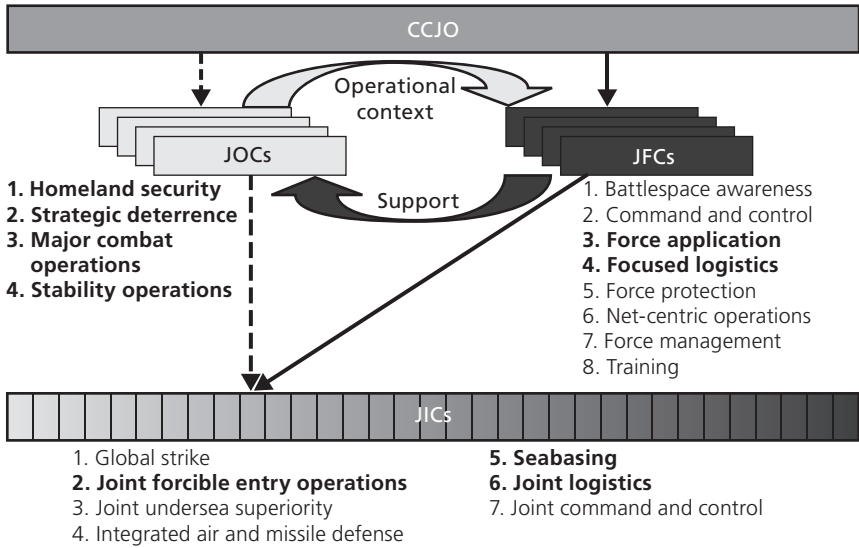 CCJO
Operational
context
JOCs
JFCs
Support
1. Homeland security
2. Strategic deterrence
3. Major combat
operations
4. Stability operations
1. Battlespace awareness
2. Command and control
3. Force application
4. Focused logistics
5. Force protection
6. Net-centric operations
7. Force management
8. Training
JICs
1. Global strike
2. Joint forcible entry operations
3. Joint undersea superiority
4. Integrated air and missile defense
5. Seabasing
6. Joint logistics
7. Joint command and control